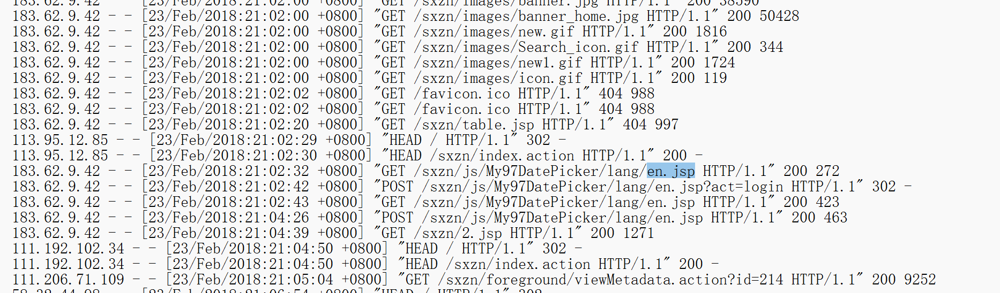 183.62.9.42 - - [23/Feb/2018:21:02:00 +0800] "GET /sxzn/images/banner.jpg HTTP/1.1" 200 38590
183.62.9.42 - - [23/Feb/2018:21:02:00 +0800] "GET /sxzn/images/banner_home.jpg HTTP/1.1" 200 50428
183.62.9.42 - - [23/Feb/2018:21:02:00 +0800] "GET /sxzn/images/new.gif HTTP/1.1" 200 1816
183.62.9.42 - - [23/Feb/2018:21:02:00 +0800] "GET /sxzn/images/Search_icon.gif HTTP/1.1" 200 344
183.62.9.42 - - [23/Feb/2018:21:02:00 +0800] "GET /sxzn/images/new1.gif HTTP/1.1" 200 1724
183.62.9.42 - - [23/Feb/2018:21:02:00 +0800] "GET /sxzn/images/icon.gif HTTP/1.1" 200 119
183.62.9.42 - - [23/Feb/2018:21:02:02 +0800] "GET /favicon.ico HTTP/1.1" 404 988
183.62.9.42 - - [23/Feb/2018:21:02:02 +0800] "GET /favicon.ico HTTP/1.1" 404 988
183.62.9.42 - - [23/Feb/2018:21:02:20 +0800] "GET /sxzn/table.jsp HTTP/1.1" 404 997
113.95.12.85 - - [23/Feb/2018:21:02:29 +0800] "HEAD / HTTP/1.1" 302 -
113.95.12.85 - - [23/Feb/2018:21:02:30 +0800] "HEAD /sxzn/index.action HTTP/1.1" 200 -
183.62.9.42 - - [23/Feb/2018:21:02:32 +0800] "GET /sxzn/js/My97DatePicker/lang/en.jsp HTTP/1.1" 200 272
183.62.9.42 - - [23/Feb/2018:21:02:42 +0800] "POST /sxzn/js/My97DatePicker/lang/en.jsp?act=login HTTP/1.1" 302 -
183.62.9.42 - - [23/Feb/2018:21:02:43 +0800] "GET /sxzn/js/My97DatePicker/lang/en.jsp HTTP/1.1" 200 423
183.62.9.42 - - [23/Feb/2018:21:04:26 +0800] "POST /sxzn/js/My97DatePicker/lang/en.jsp HTTP/1.1" 200 463
183.62.9.42 - - [23/Feb/2018:21:04:39 +0800] "GET /sxzn/2.jsp HTTP/1.1" 200 1271
111.192.102.34 - - [23/Feb/2018:21:04:50 +0800] "HEAD / HTTP/1.1" 302 -
111.192.102.34 - - [23/Feb/2018:21:04:50 +0800] "HEAD /sxzn/index.action HTTP/1.1" 200 -
111.206.71.109 - - [23/Feb/2018:21:05:04 +0800] "GET /sxzn/foreground/viewMetadata.action?id=214 HTTP/1.1" 200 9252